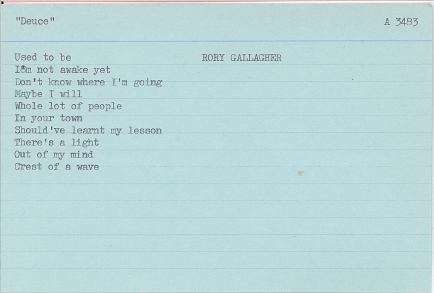 "Deuce" A 3483
Used to be RORY GALLAGHER
I'm not awake yet
Don't know where I'm going
Maybe I will
Whole lot of people
In your town
Should've learnt my lesson
There's a light
Out of my mind
Crest of a wave